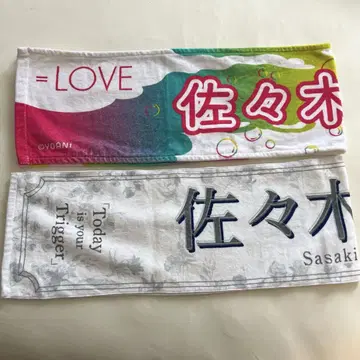 =LOVE
佐々木
©YOANI
「Today
is your
Trigger」
佐々木
Sasaki